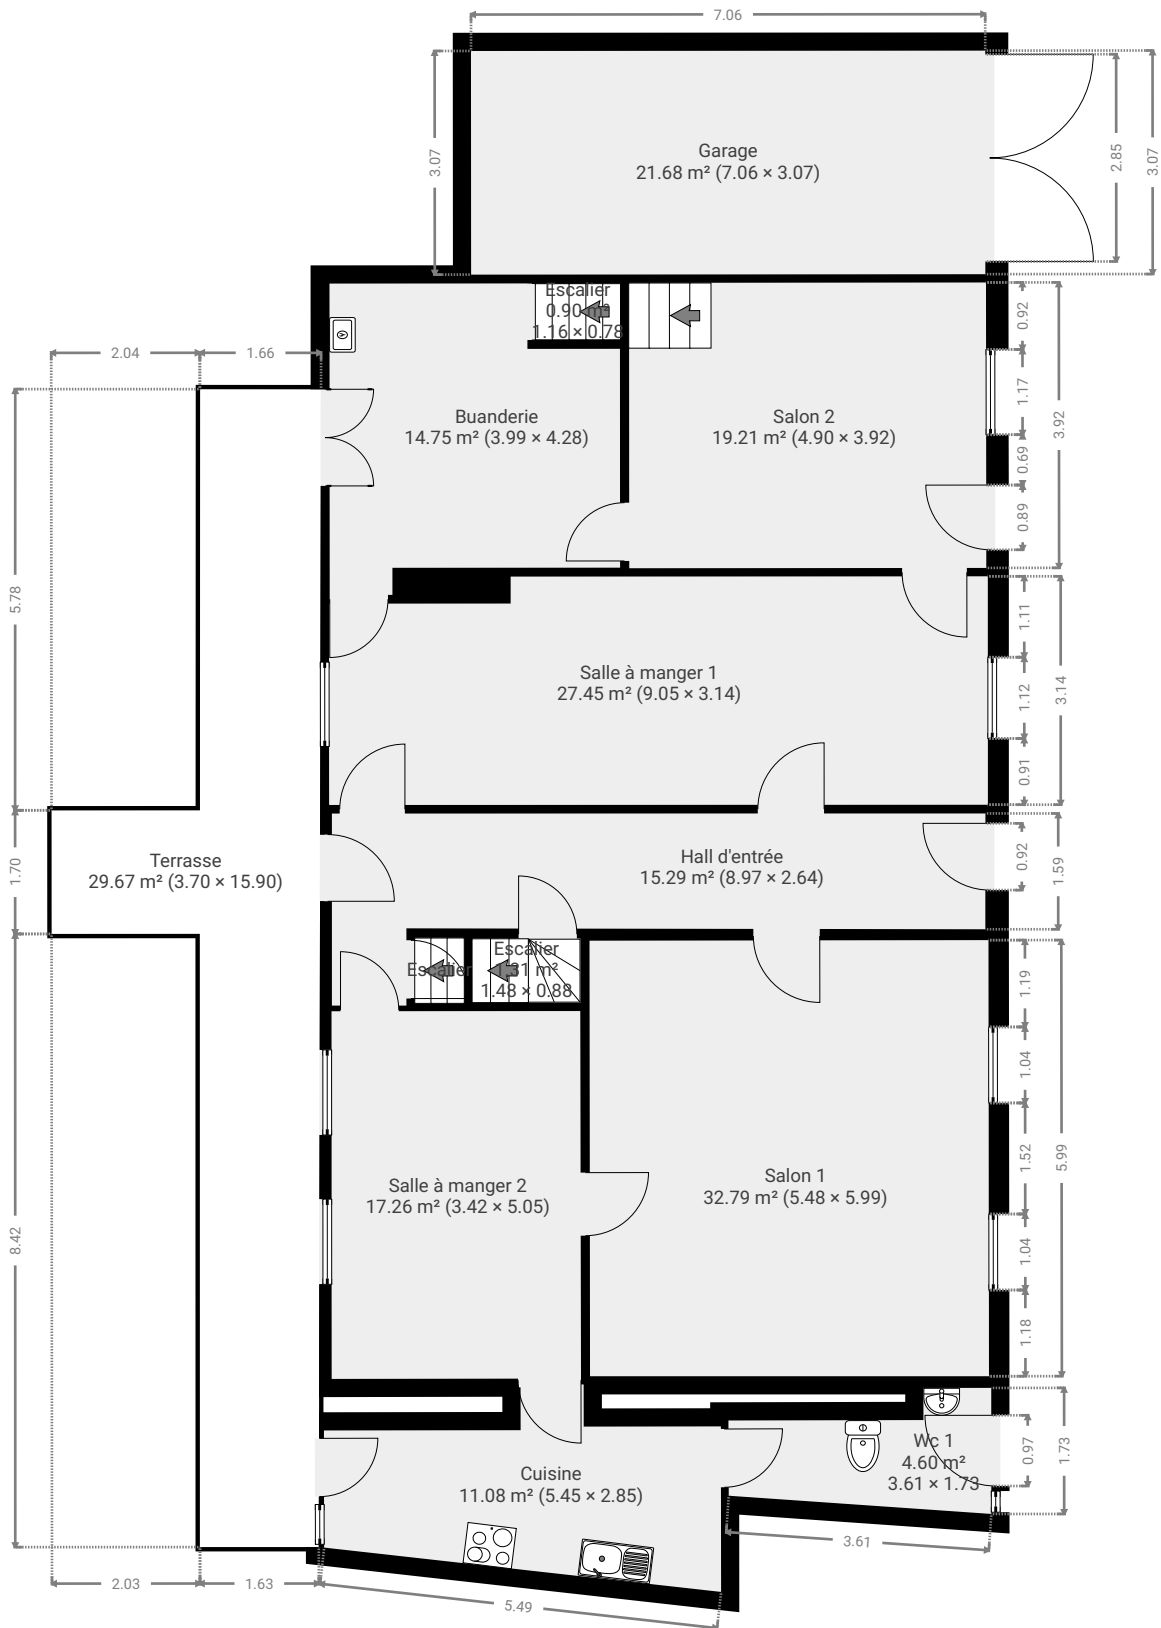 7.06
Garage
21.68 m² (7.06 × 3.07)
3.07
2.85
3.07
Escalier
0.90 m²
1.16 × 0.78
0.92
2.04
1.66
1.17
3.92
Buanderie
14.75 m² (3.99 × 4.28)
Salon 2
19.21 m² (4.90 × 3.92)
0.69
0.89
5.78
1.11
Salle à manger 1
27.45 m² (9.05 × 3.14)
1.12
3.14
0.91
1.70
Terrasse
29.67 m² (3.70 × 15.90)
Hall d'entrée
15.29 m² (8.97 × 2.64)
0.92
1.59
Escalier
Escalier
1.31 m²
1.48 × 0.88
1.19
1.04
1.52
5.99
Salle à manger 2
17.26 m² (3.42 × 5.05)
Salon 1
32.79 m² (5.48 × 5.99)
8.42
1.04
1.18
Wc 1
4.60 m²
3.61 × 1.73
0.97
1.73
Cuisine
11.08 m² (5.45 × 2.85)
3.61
2.03
1.63
5.49